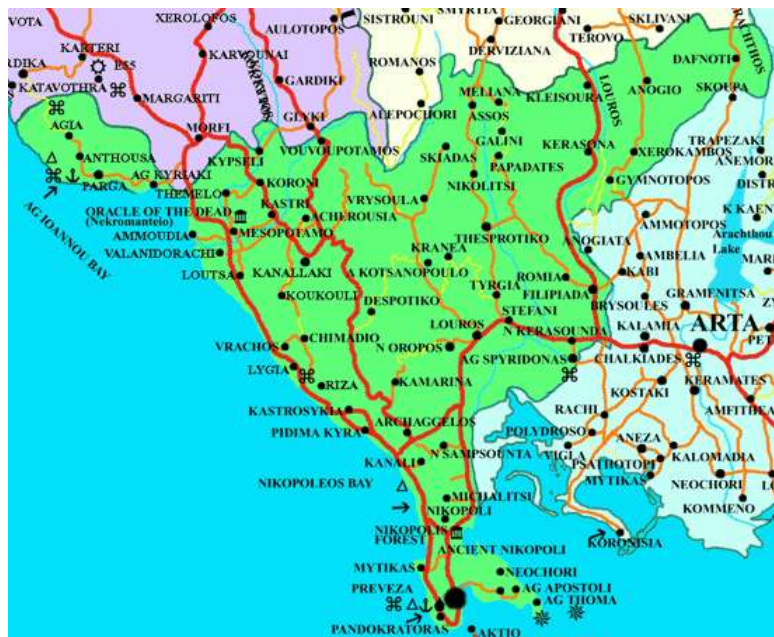 XEROLOFOS
AULOTOPOS
SISTROUNI
SMYRTIA
GEORGIANI
SKLIVANI
TEROVO
KARTERI
KARVOUNAI
ROMANOS
DERVIZIANA
DAFNOTI
E55
KATAVOTHRA
GARDIKI
MELIANA
KLEISOURA
LOUROS
ANOGIO
SKOUPA
MARGARITI
ALEPOCHORI
ASSOS
GLYKI
AGIA
MORFI
VOUVOUPOTAMOS
GALINI
TRAPEZAKI
KYPSELI
SKIADAS
KERASONA
XEROKAMBOS
ANTHOUSA
PAPADATES
PARGA
AG KYRIAKI
KORONI
NIKOLITSI
GYMNOTOPOS
THEMELO
KASTRI
VRYSOULA
AG IOANNOU BAY
ORACLE OF THE DEAD
(Nekromanteio)
ACHEROUSIA
AMMOTOPOS
AMMOUDIA
MESOPOTAMO
THESPROTIKO
Arachthou
Lake
VALANIDORACHI
KRANEA
ANOGIATA
AMBELIA
KANALLAKI
A KOTSANOPOULO
KABI
LOUTSA
ROMIA
KOUKOULI
DESPOTIKO
TYRGIA
FILIPIADA
BRYSOULES
GRAMENITSA
STEFANI
ARTA
LOUROS
N KERASOUNDA
KALAMIA
CHIMADIO
VRACHOS
N OROPOS
AG SPYRIDONAS
CHALKIADES
LYGIA
RIZA
KAMARINA
KOSTAKI
KERAMATES
KASTROSYKIA
RACHI
AMFITHEA
PIDIMA KYRA
ARCHAGGELOS
POLYDROSO
ANEZA
N SAMPSOUNTA
VIGLA
PSATHOTOPI
KALOMADIA
KANALI
MYTIKAS
NEOCHORI
NIKOPOLEOS BAY
MICHALITSI
KOMMENO
NIKOPOLI
NIKOPOLIS
FOREST
KORONISIA
ANCIENT NIKOPOLI
MYTIKAS
NEOCHORI
PREVEZA
AG APOSTOLI
AG THOMA
PANDOKRATORAS
AKTIO